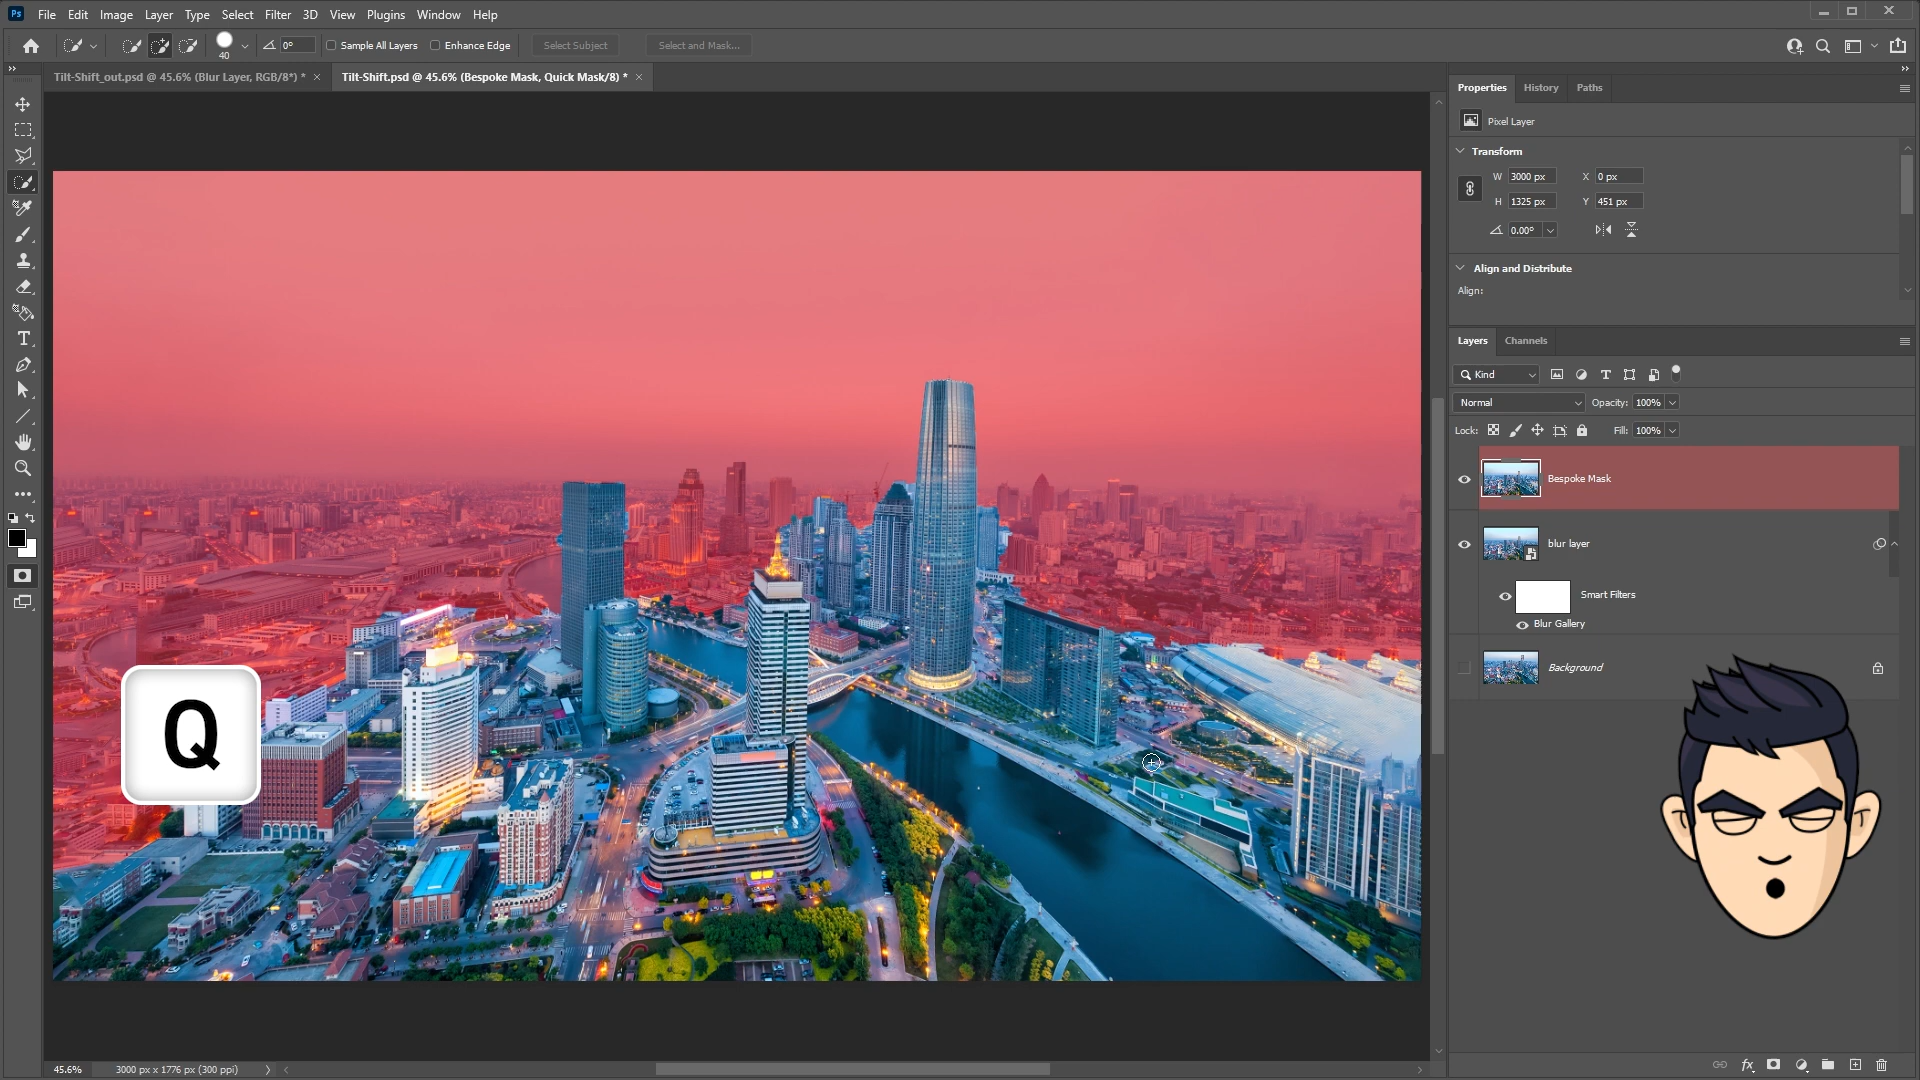 Ps File Edit Image Layer Type Select Filter 3D View Plugins Window Help
40 0° Sample All Layers Enhance Edge Select Subject Select and Mask...
Tilt-Shift_out.psd @ 45.6% (Blur Layer, RGB/8*) * × Tilt-Shift.psd @ 45.6% (Bespoke Mask, Quick Mask/8) * ×
Properties History Paths
Pixel Layer
Transform
W 3000 px X 0 px
H 1325 px Y 451 px
0.00°
Align and Distribute
Align:
Layers Channels
Kind
Normal Opacity: 100%
Lock: Fill: 100%
Bespoke Mask
blur layer
Smart Filters
Blur Gallery
Background
Q
45.6% 3000 px x 1776 px (300 ppi)